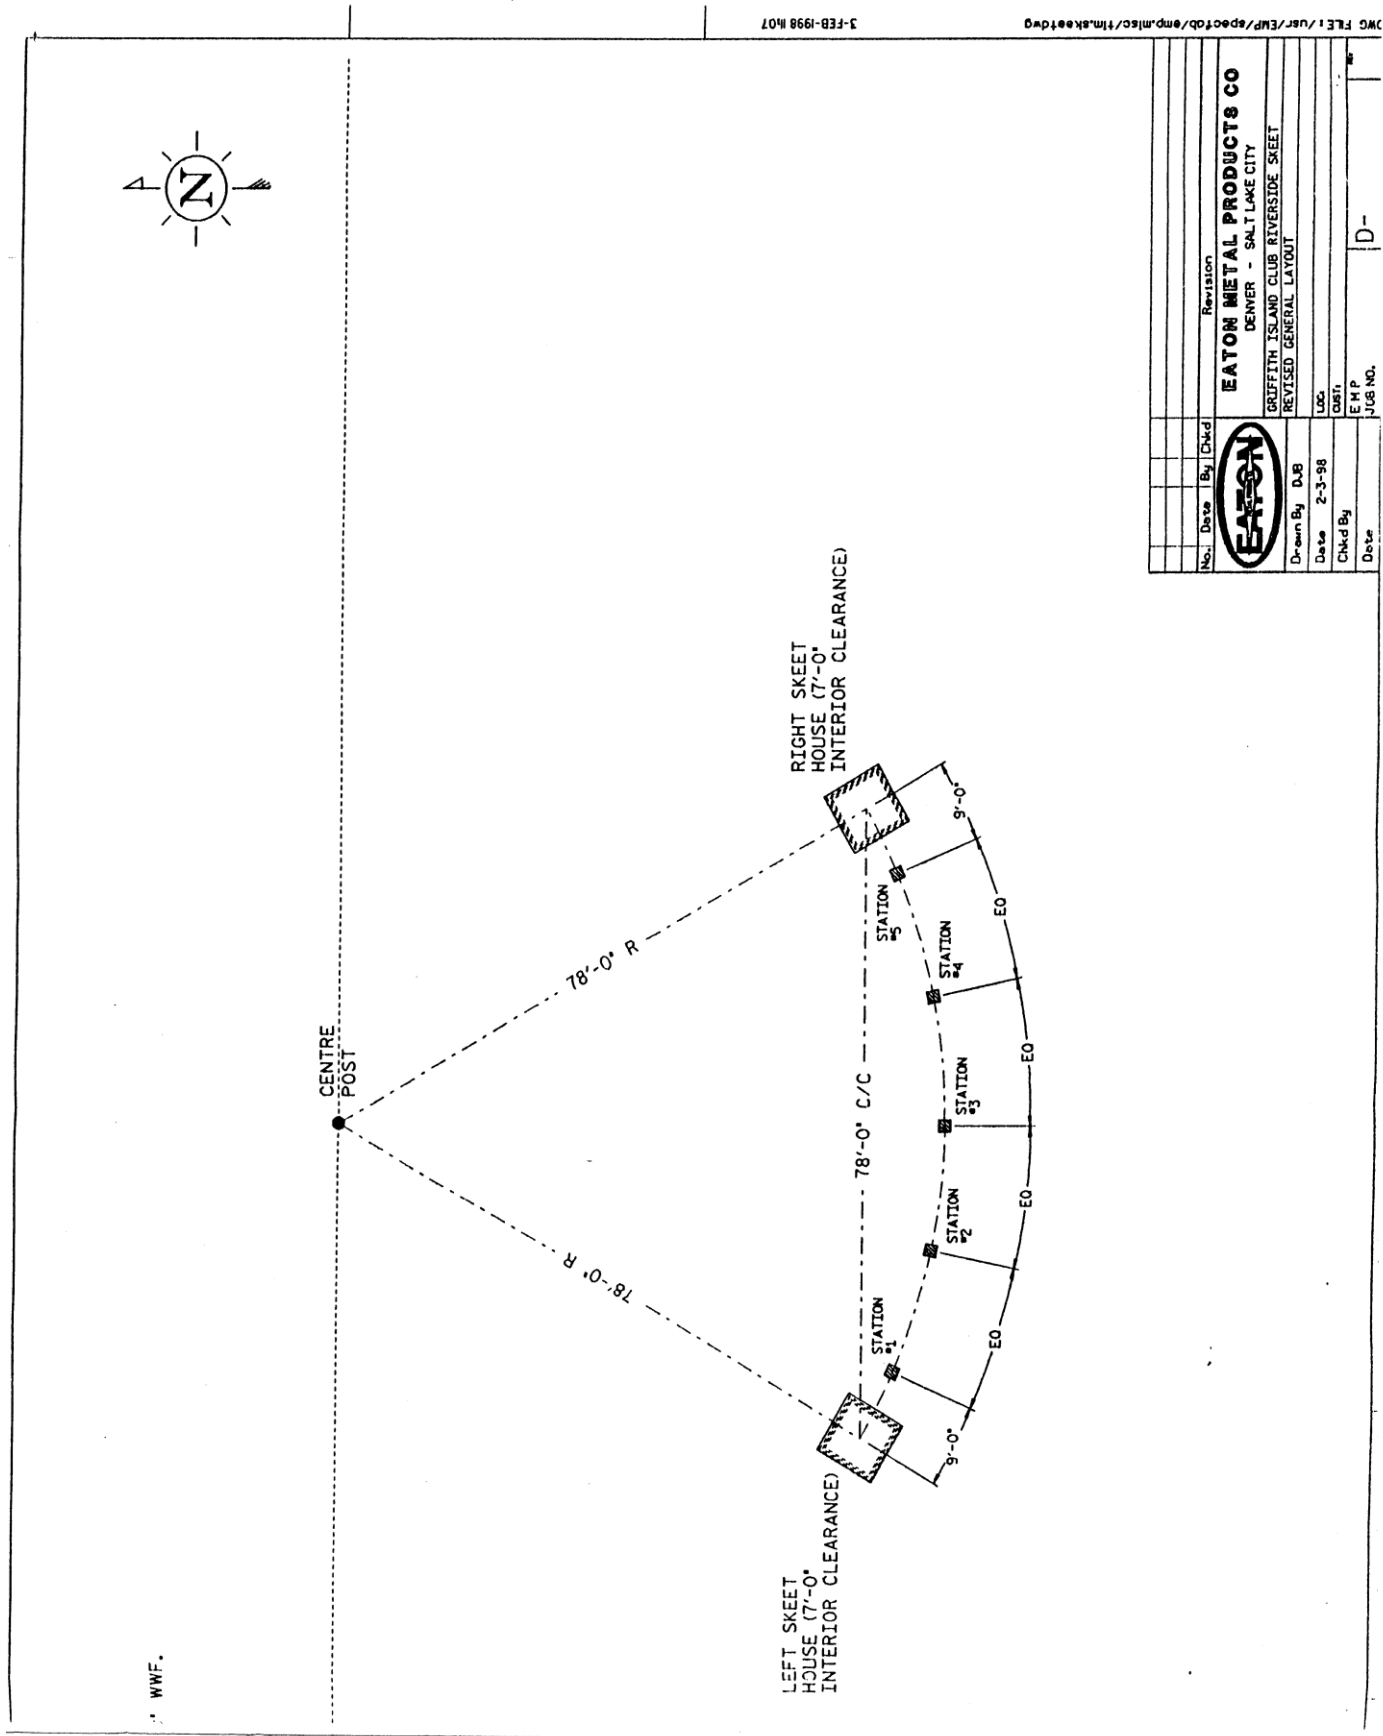 DWG FILE: /usr/EMP/specfab/emp.misc/tim.skeetdwg
3-FEB-1998 11:07
N
" WWF.
CENTRE
POST
78'-0" R
78'-0" R
78'-0" C/C
LEFT SKEET
HOUSE (7'-0"
INTERIOR CLEARANCE)
RIGHT SKEET
HOUSE (7'-0"
INTERIOR CLEARANCE)
STATION
#1
STATION
#2
STATION
#3
STATION
#4
STATION
#5
9'-0"
EQ
EQ
EQ
EQ
9'-0"
No. Date By Chkd Revision
EATON
EATON METAL PRODUCTS CO
DENVER - SALT LAKE CITY
GRIFFITH ISLAND CLUB RIVERSIDE SKEET
REVISED GENERAL LAYOUT
Drawn By DJB
Date 2-3-98
LOC:
CUST:
Chkd By
E M P
Date
JOB NO.
D-